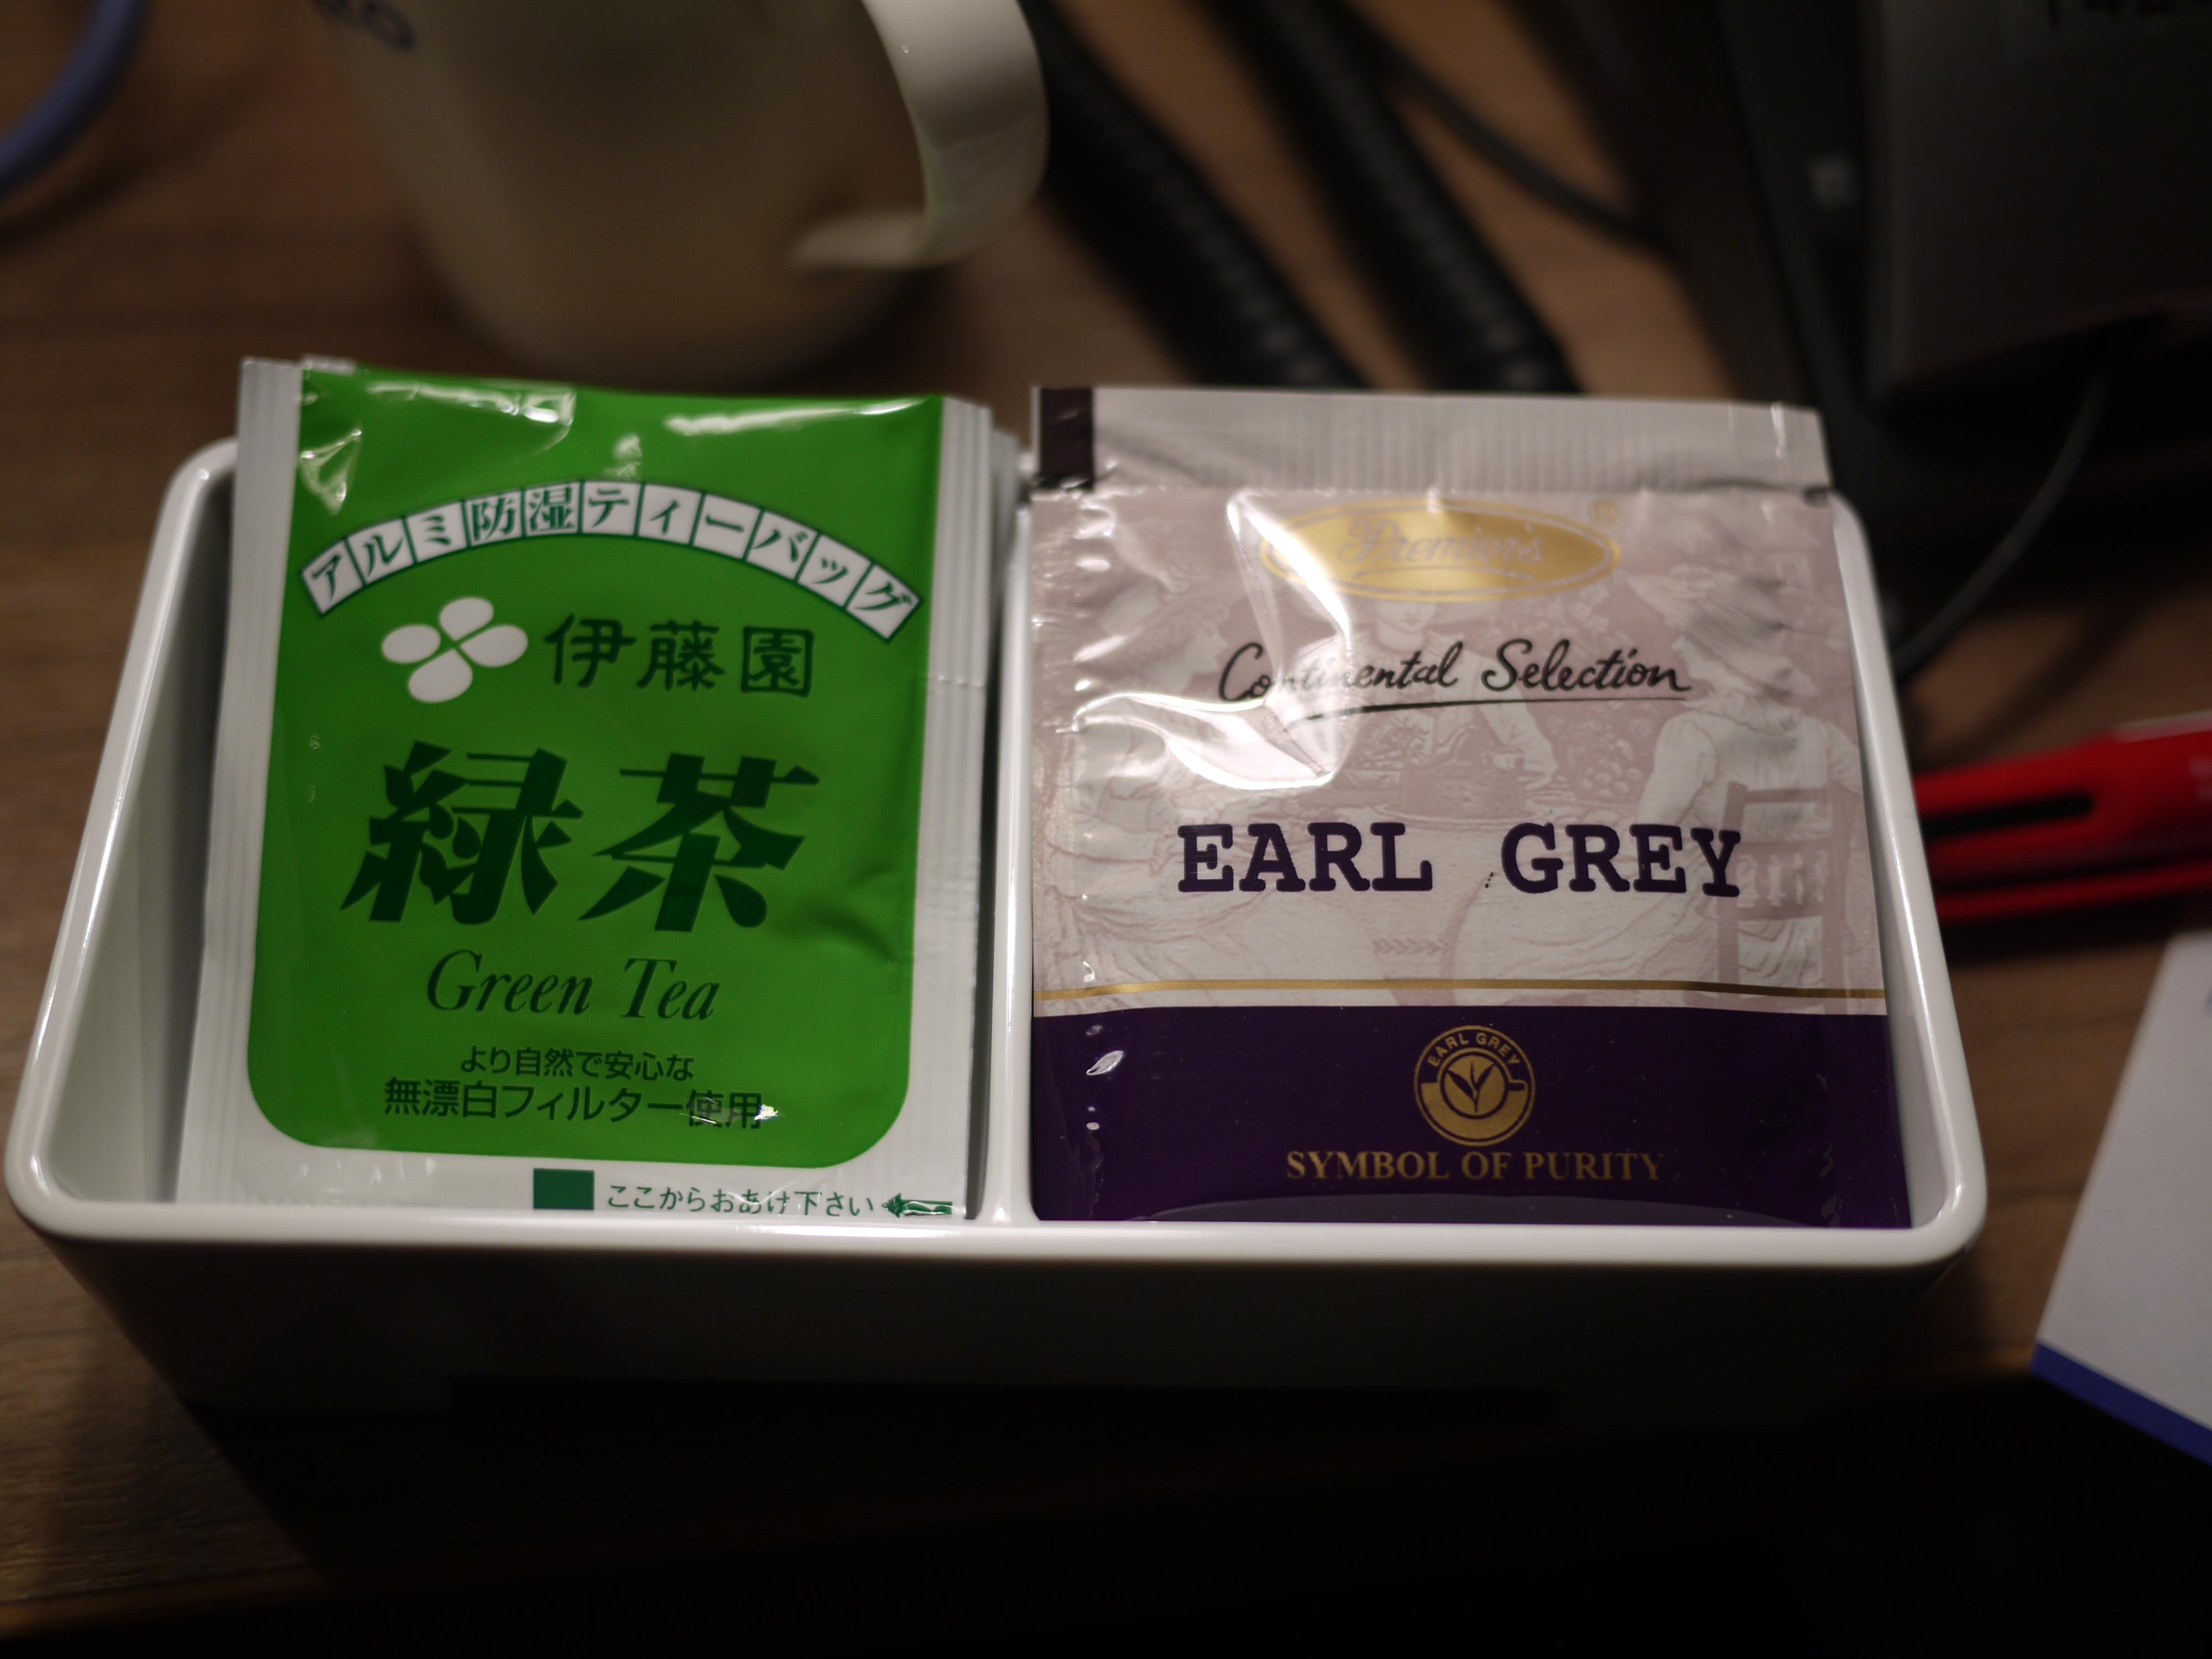 アルミ防湿ティーバッグ
伊藤園
緑茶
Green Tea
より自然で安心な
無漂白フィルター使用
ここからおあけ下さい
Premier's
Continental Selection
EARL GREY
EARL GREY
SYMBOL OF PURITY